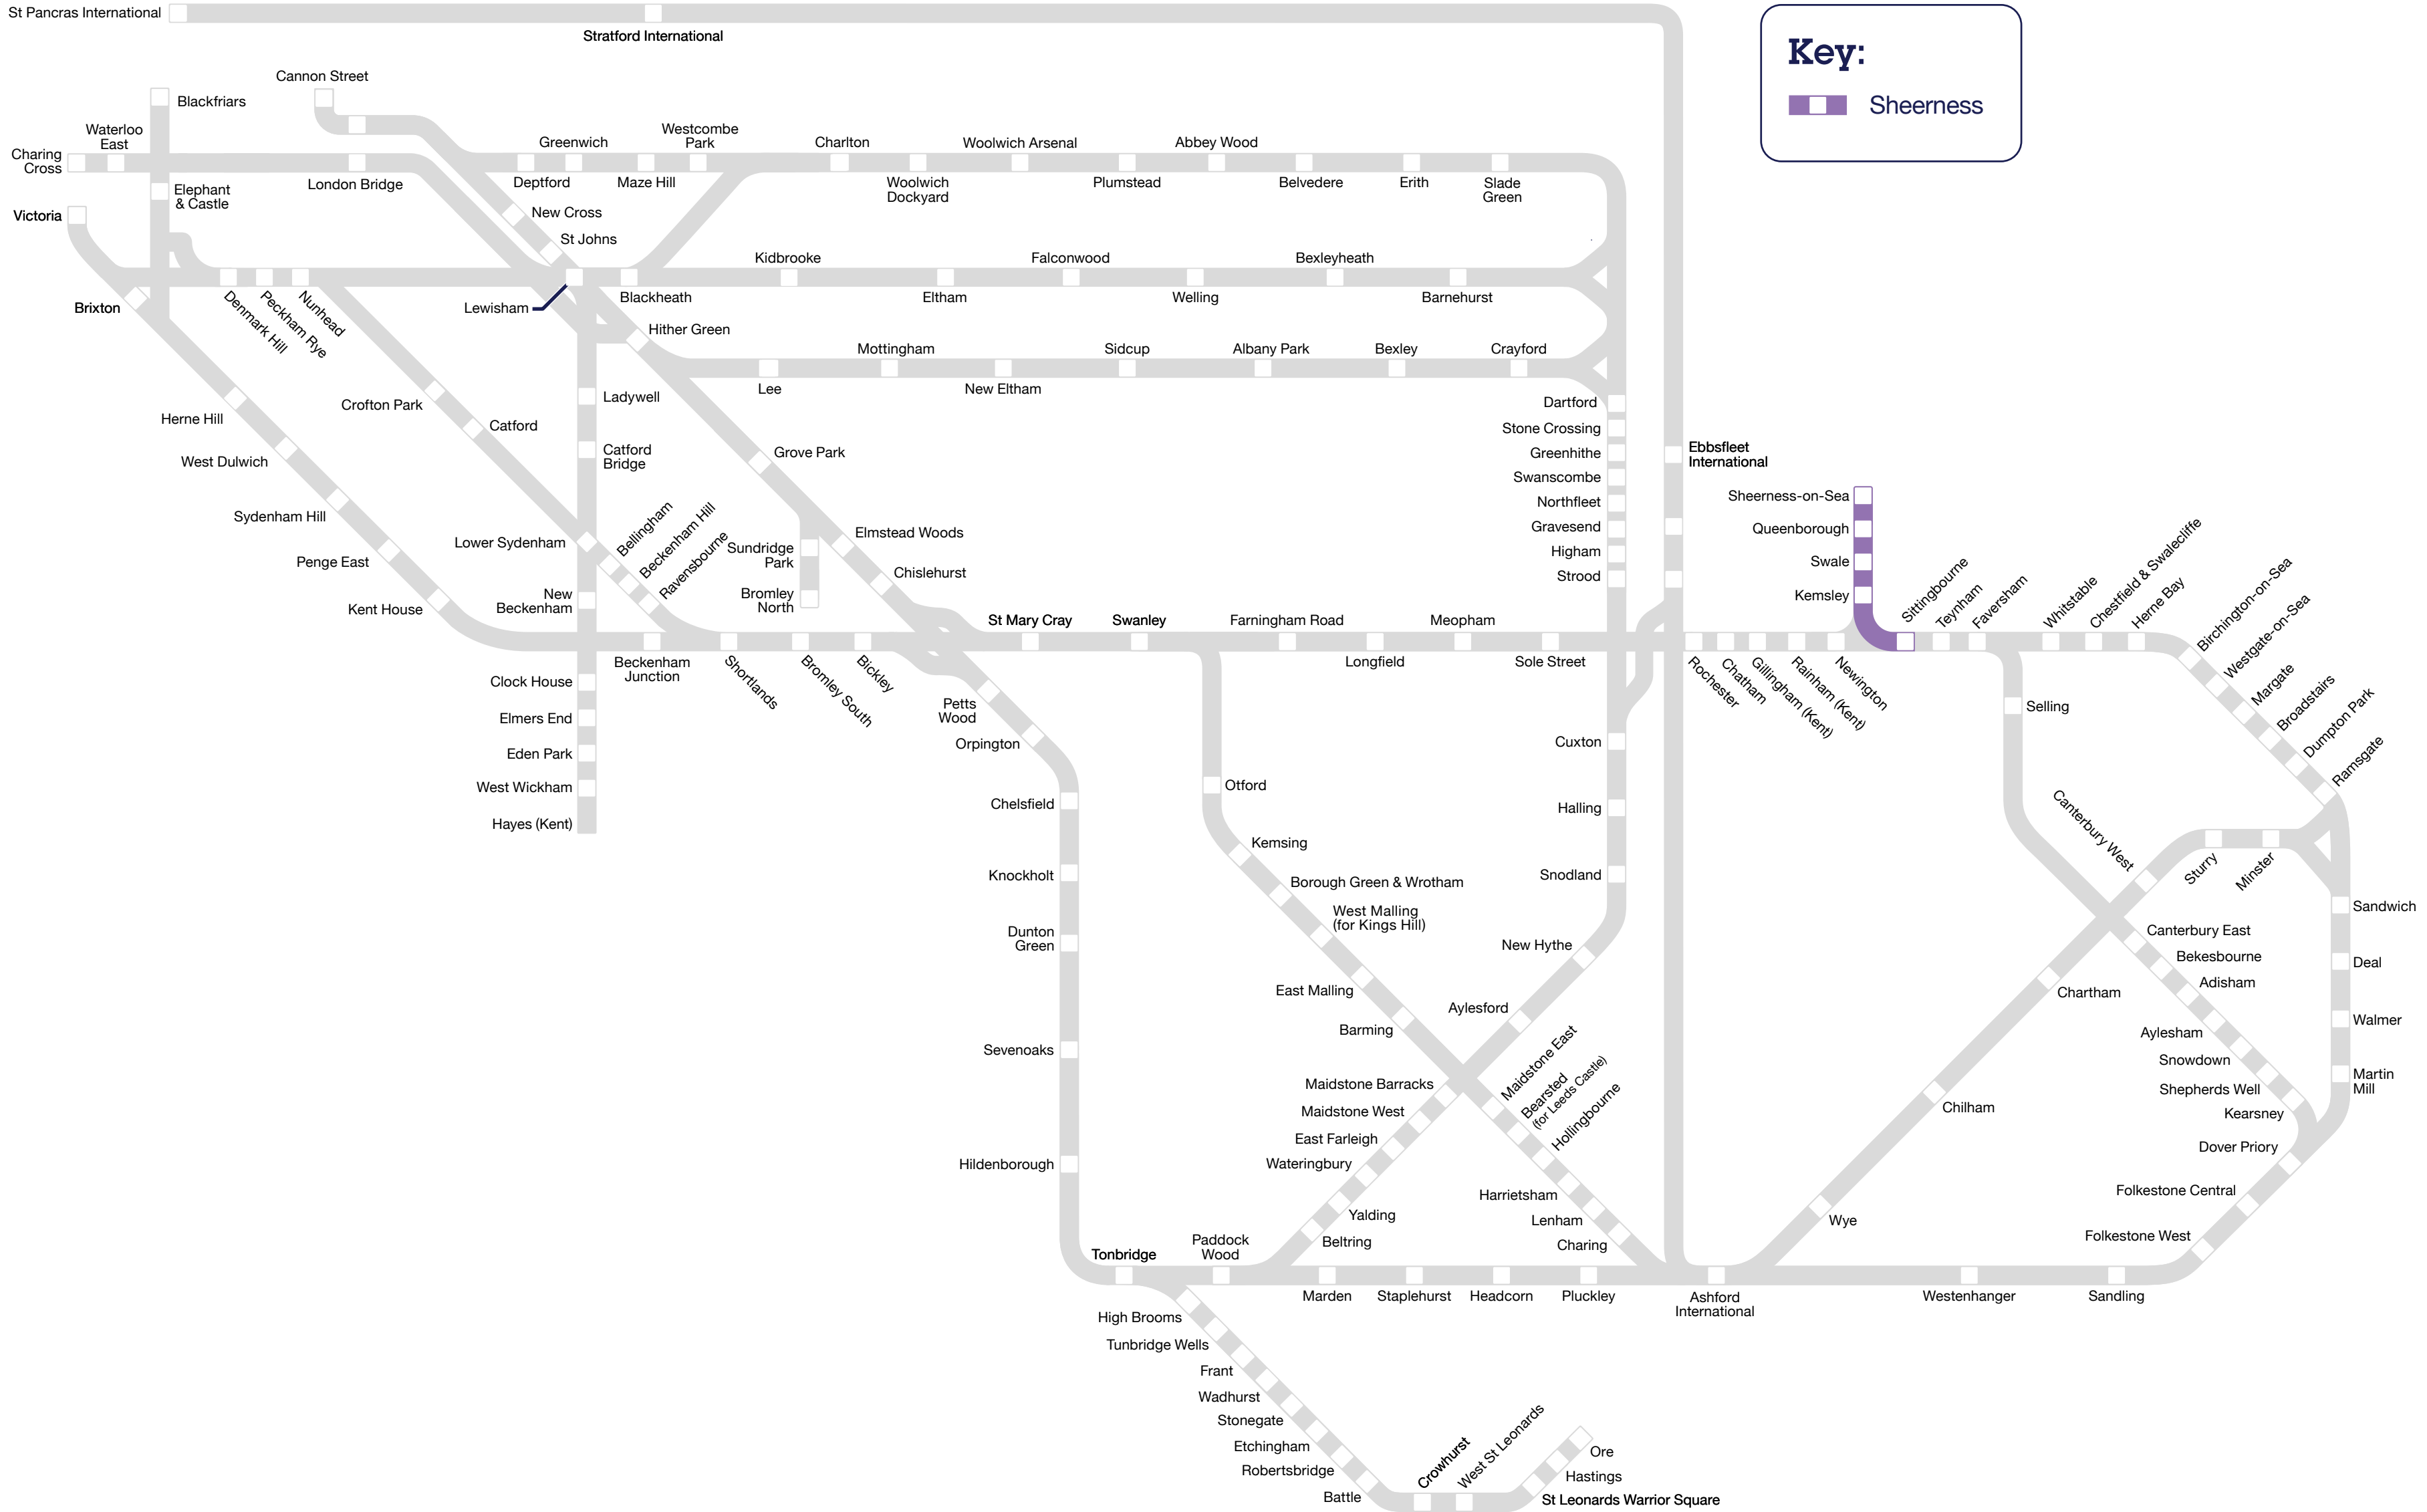 St Pancras International
Stratford International
Key:
Sheerness
Cannon Street
Blackfriars
Waterloo
East
Charing
Cross
Elephant
& Castle
London Bridge
Victoria
Greenwich
Westcombe
Park
Charlton
Woolwich Arsenal
Abbey Wood
Deptford
Maze Hill
Woolwich
Dockyard
Plumstead
Belvedere
Erith
Slade
Green
New Cross
St Johns
Kidbrooke
Falconwood
Bexleyheath
Lewisham
Blackheath
Eltham
Welling
Barnehurst
Brixton
Denmark Hill
Peckham Rye
Nunhead
Hither Green
Mottingham
Sidcup
Albany Park
Bexley
Crayford
Lee
New Eltham
Crofton Park
Catford
Ladywell
Catford
Bridge
Herne Hill
West Dulwich
Sydenham Hill
Penge East
Kent House
Grove Park
Dartford
Stone Crossing
Greenhithe
Swanscombe
Northfleet
Gravesend
Higham
Strood
Ebbsfleet
International
Sheerness-on-Sea
Queenborough
Swale
Kemsley
Lower Sydenham
Bellingham
Beckenham Hill
Ravensbourne
Sundridge
Park
Bromley
North
Elmstead Woods
Chislehurst
New
Beckenham
St Mary Cray
Swanley
Farningham Road
Meopham
Longfield
Sole Street
Sittingbourne
Teynham
Faversham
Whitstable
Chestfield & Swalecliffe
Herne Bay
Birchington-on-Sea
Westgate-on-Sea
Margate
Broadstairs
Dumpton Park
Ramsgate
Beckenham
Junction
Shortlands
Bromley South
Bickley
Rochester
Chatham
Gillingham (Kent)
Rainham (Kent)
Newington
Clock House
Elmers End
Eden Park
West Wickham
Hayes (Kent)
Petts
Wood
Orpington
Chelsfield
Knockholt
Dunton
Green
Sevenoaks
Hildenborough
Otford
Kemsing
Borough Green & Wrotham
West Malling
(for Kings Hill)
East Malling
Barming
Cuxton
Halling
Snodland
New Hythe
Aylesford
Selling
Canterbury West
Sturry
Minster
Sandwich
Deal
Walmer
Martin
Mill
Canterbury East
Bekesbourne
Adisham
Aylesham
Snowdown
Shepherds Well
Kearsney
Dover Priory
Folkestone Central
Folkestone West
Chartham
Chilham
Wye
Maidstone East
Bearsted
(for Leeds Castle)
Hollingbourne
Maidstone Barracks
Maidstone West
East Farleigh
Wateringbury
Yalding
Beltring
Harrietsham
Lenham
Charing
Tonbridge
Paddock
Wood
Marden
Staplehurst
Headcorn
Pluckley
Ashford
International
Westenhanger
Sandling
High Brooms
Tunbridge Wells
Frant
Wadhurst
Stonegate
Etchingham
Robertsbridge
Battle
Crowhurst
West St Leonards
Ore
Hastings
St Leonards Warrior Square